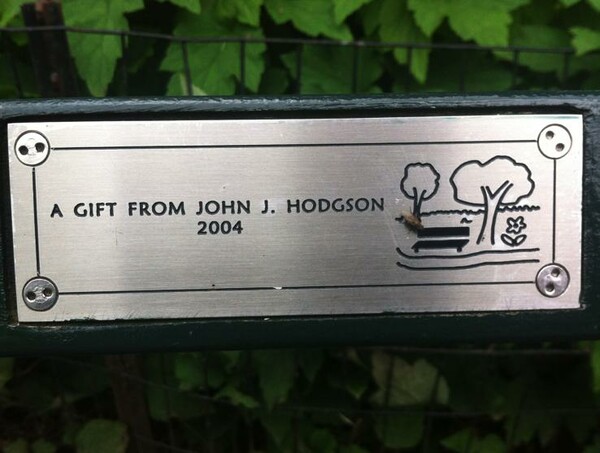 A GIFT FROM JOHN J. HODGSON
2004